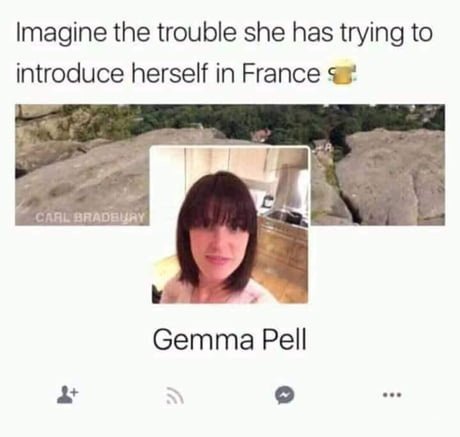 Imagine the trouble she has trying to
introduce herself in France
CARL BRADBURY
Gemma Pell